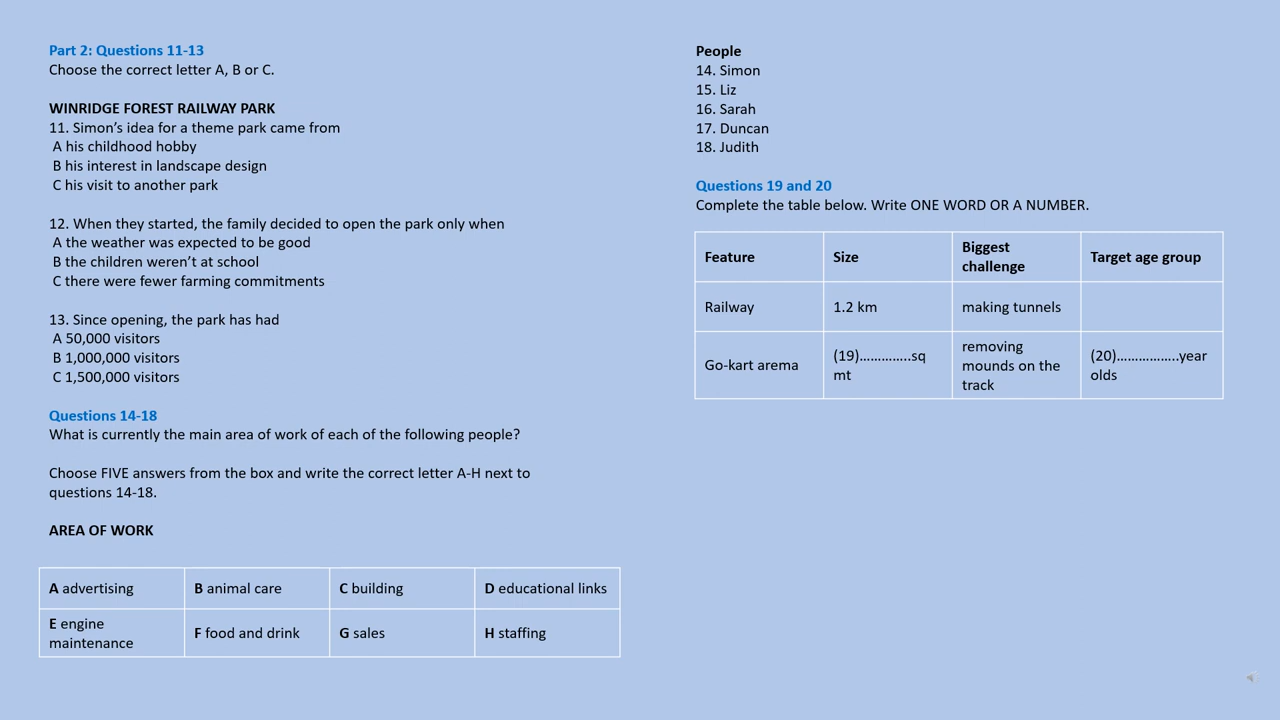 Part 2: Questions 11-13
Choose the correct letter A, B or C.
WINRIDGE FOREST RAILWAY PARK
11. Simon’s idea for a theme park came from
A his childhood hobby
B his interest in landscape design
C his visit to another park
12. When they started, the family decided to open the park only when
A the weather was expected to be good
B the children weren’t at school
C there were fewer farming commitments
13. Since opening, the park has had
A 50,000 visitors
B 1,000,000 visitors
C 1,500,000 visitors
Questions 14-18
What is currently the main area of work of each of the following people?
Choose FIVE answers from the box and write the correct letter A-H next to
questions 14-18.
AREA OF WORK
A advertising
B animal care
C building
D educational links
E engine
maintenance
F food and drink
G sales
H staffing
People
14. Simon
15. Liz
16. Sarah
17. Duncan
18. Judith
Questions 19 and 20
Complete the table below. Write ONE WORD OR A NUMBER.
Feature
Size
Biggest
challenge
Target age group
Railway
1.2 km
making tunnels
Go-kart arema
(19)…………..sq
mt
removing
mounds on the
track
(20)……………..year
olds